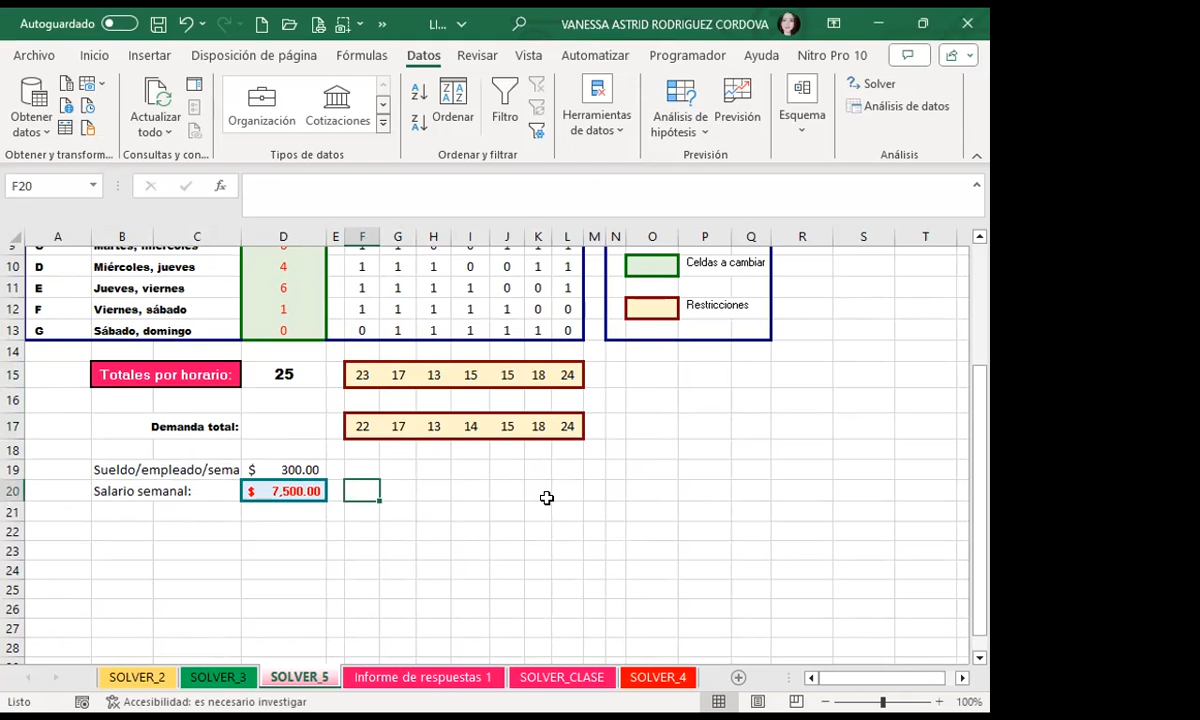 Autoguardado
LI...
VANESSA ASTRID RODRIGUEZ CORDOVA
Archivo Inicio Insertar Disposición de página Fórmulas Datos Revisar Vista Automatizar Programador Ayuda Nitro Pro 10
Obtener datos
Actualizar todo
Organización Cotizaciones
Ordenar
Filtro
Herramientas de datos
Análisis de hipótesis
Previsión
Esquema
Solver
Análisis de datos
Obtener y transform... Consultas y con... Tipos de datos Ordenar y filtrar Previsión Análisis
F20 fx
A B C D E F G H I J K L M N O P Q R S T
9 Martes, miércoles
10 D Miércoles, jueves 4 1 1 1 0 0 1 1 Celdas a cambiar
11 E Jueves, viernes 6 1 1 1 1 0 0 1
12 F Viernes, sábado 1 1 1 1 1 1 0 0 Restricciones
13 G Sábado, domingo 0 0 1 1 1 1 1 0
14
15 Totales por horario: 25 23 17 13 15 15 18 24
16
17 Demanda total: 22 17 13 14 15 18 24
18
19 Sueldo/empleado/sema $ 300.00
20 Salario semanal: $ 7,500.00
21
22
23
24
25
26
27
28
SOLVER_2 SOLVER_3 SOLVER_5 Informe de respuestas 1 SOLVER_CLASE SOLVER_4
Listo Accesibilidad: es necesario investigar 100%